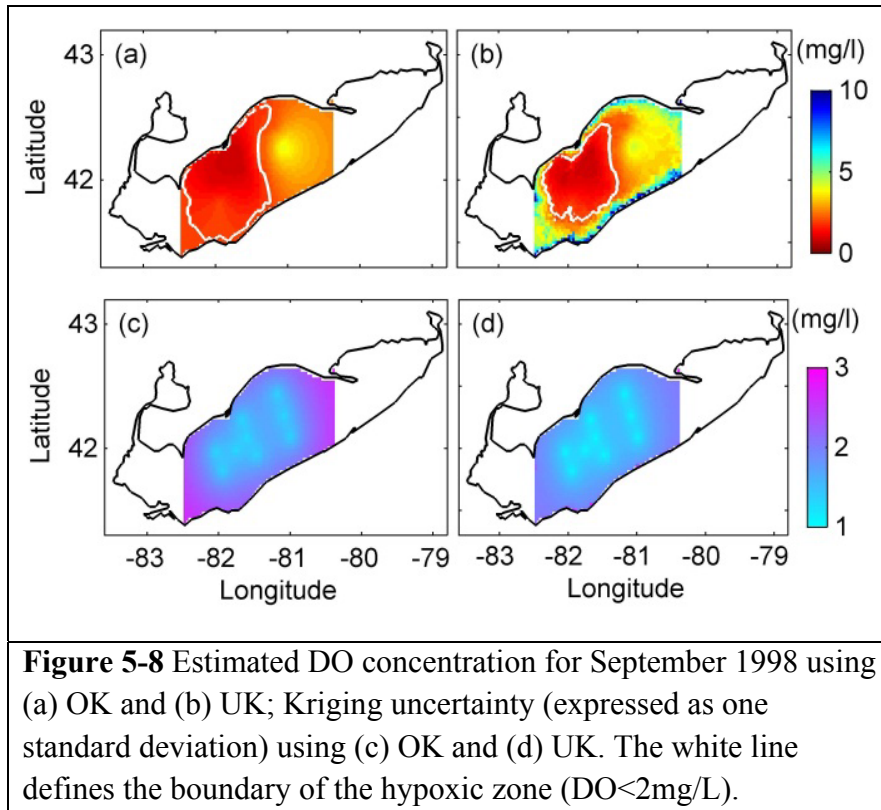 (a)
(b)
(mg/l)
43
42
Latitude
10
5
0
(c)
(d)
(mg/l)
43
42
Latitude
3
2
1
-83 -82 -81 -80 -79
-83 -82 -81 -80 -79
Longitude
Longitude
Figure 5-8 Estimated DO concentration for September 1998 using
(a) OK and (b) UK; Kriging uncertainty (expressed as one
standard deviation) using (c) OK and (d) UK. The white line
defines the boundary of the hypoxic zone (DO<2mg/L).